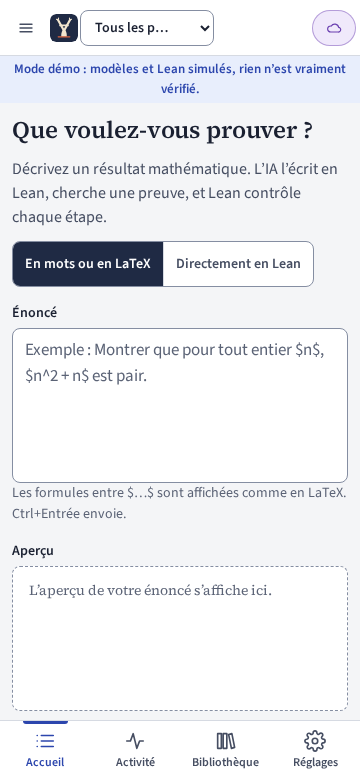 Tous les p…
Mode démo : modèles et Lean simulés, rien n’est vraiment
vérifié.
Que voulez-vous prouver ?
Décrivez un résultat mathématique. L’IA l’écrit en
Lean, cherche une preuve, et Lean contrôle
chaque étape.
En mots ou en LaTeX
Directement en Lean
Énoncé
Exemple : Montrer que pour tout entier $n$,
$n^2 + n$ est pair.
Les formules entre $…$ sont affichées comme en LaTeX.
Ctrl+Entrée envoie.
Aperçu
L’aperçu de votre énoncé s’affiche ici.
Accueil
Activité
Bibliothèque
Réglages